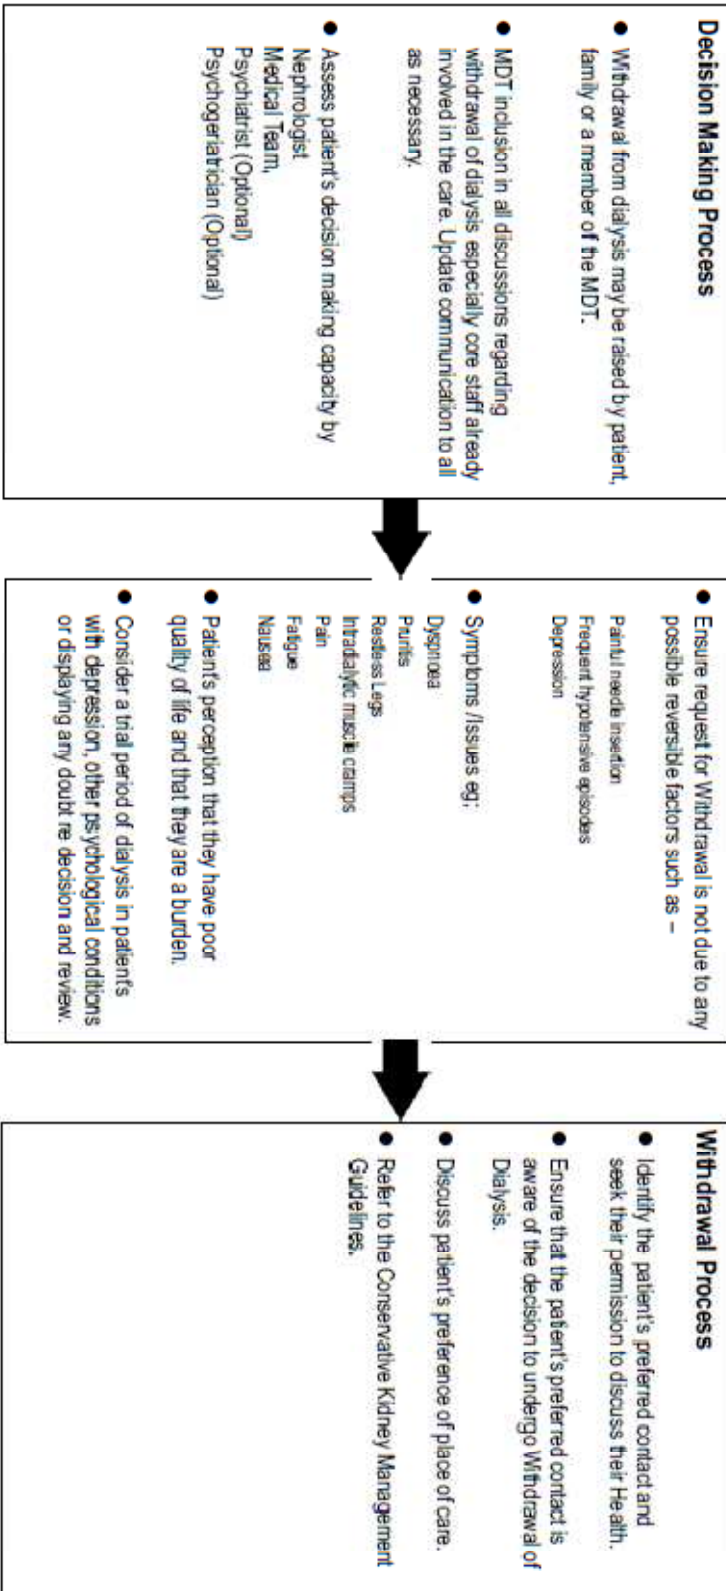 Decision Making Process
● Withdrawal from dialysis may be raised by patient,
family or a member of the MDT.
● MDT inclusion in all discussions regarding
withdrawal of dialysis especially core staff already
involved in the care. Update communication to all
as necessary.
● Assess patient's decision making capacity by
Nephrologist
Medical Team,
Psychiatrist (Optional)
Psychogeriatrician (Optional)
● Ensure request for Withdrawal is not due to any
possible reversible factors such as –
Painful needle insertion
Frequent hypotensive episodes
Depression
● Symptoms /Issues eg;
Dyspnoea
Pruritis
Restless Legs
Intradialytic muscle cramps
Pain
Fatigue
Nausea
● Patient's perception that they have poor
quality of life and that they are a burden.
● Consider a trial period of dialysis in patient's
with depression, other psychological conditions
or displaying any doubt re decision and review.
Withdrawal Process
● Identify the patient's preferred contact and
seek their permission to discuss their Health.
● Ensure that the patient's preferred contact is
aware of the decision to undergo Withdrawal of
Dialysis.
● Discuss patient's preference of place of care.
● Refer to the Conservative Kidney Management
Guidelines.